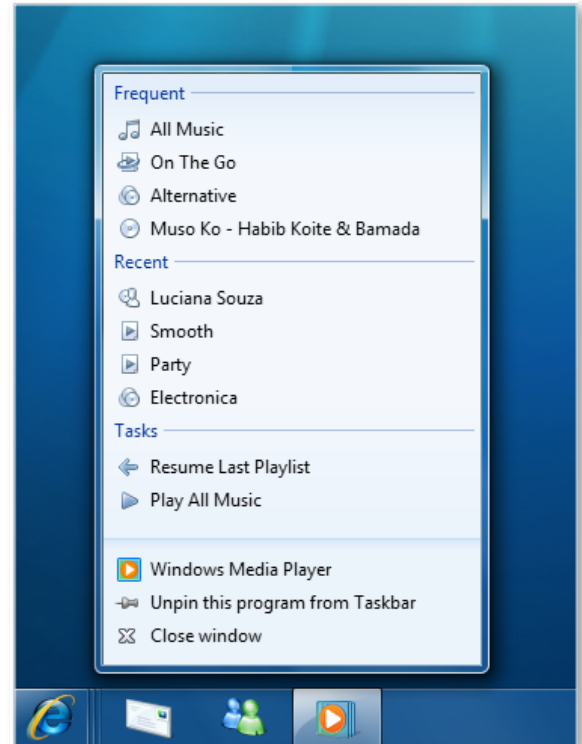 Frequent
All Music
On The Go
Alternative
Muso Ko - Habib Koite & Bamada
Recent
Luciana Souza
Smooth
Party
Electronica
Tasks
Resume Last Playlist
Play All Music
Windows Media Player
Unpin this program from Taskbar
Close window